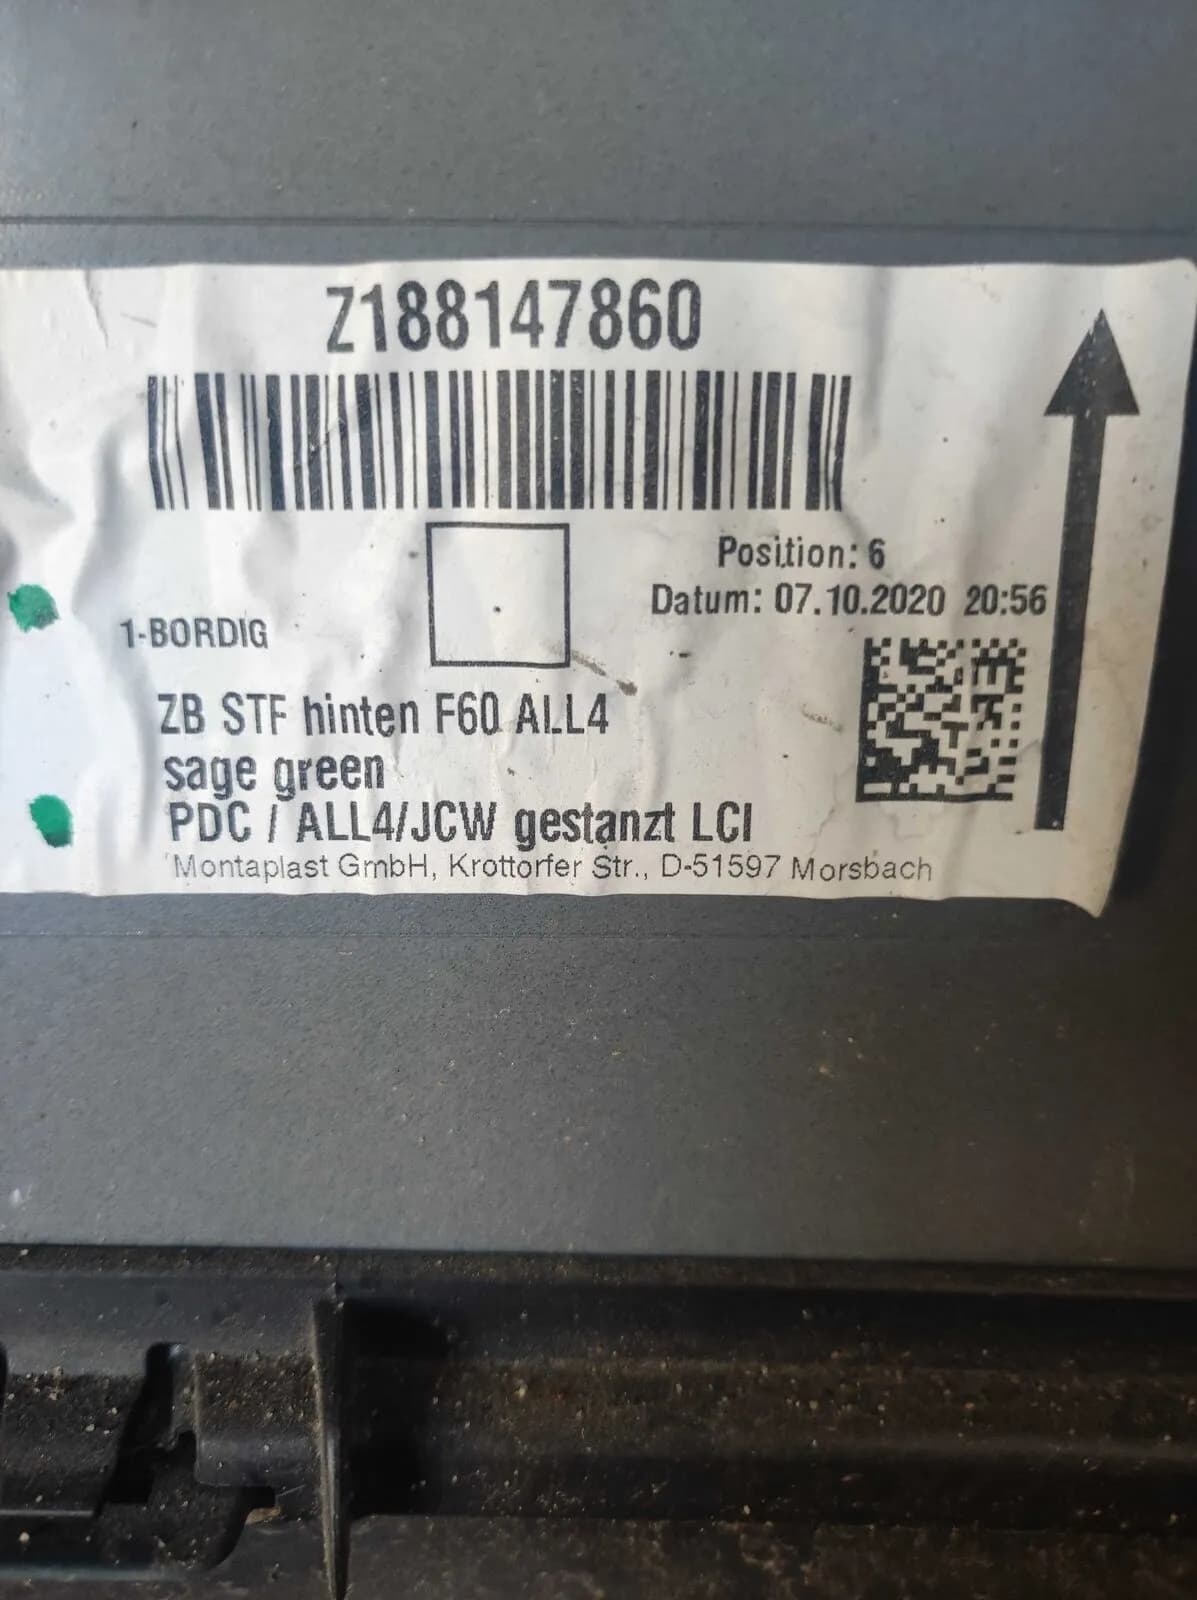 Z188147860
Position: 6
Datum: 07.10.2020 20:56
1-BORDIG
ZB STF hinten F60 ALL4
sage green
PDC / ALL4/JCW gestanzt LCI
Montaplast GmbH, Krottorfer Str., D-51597 Morsbach